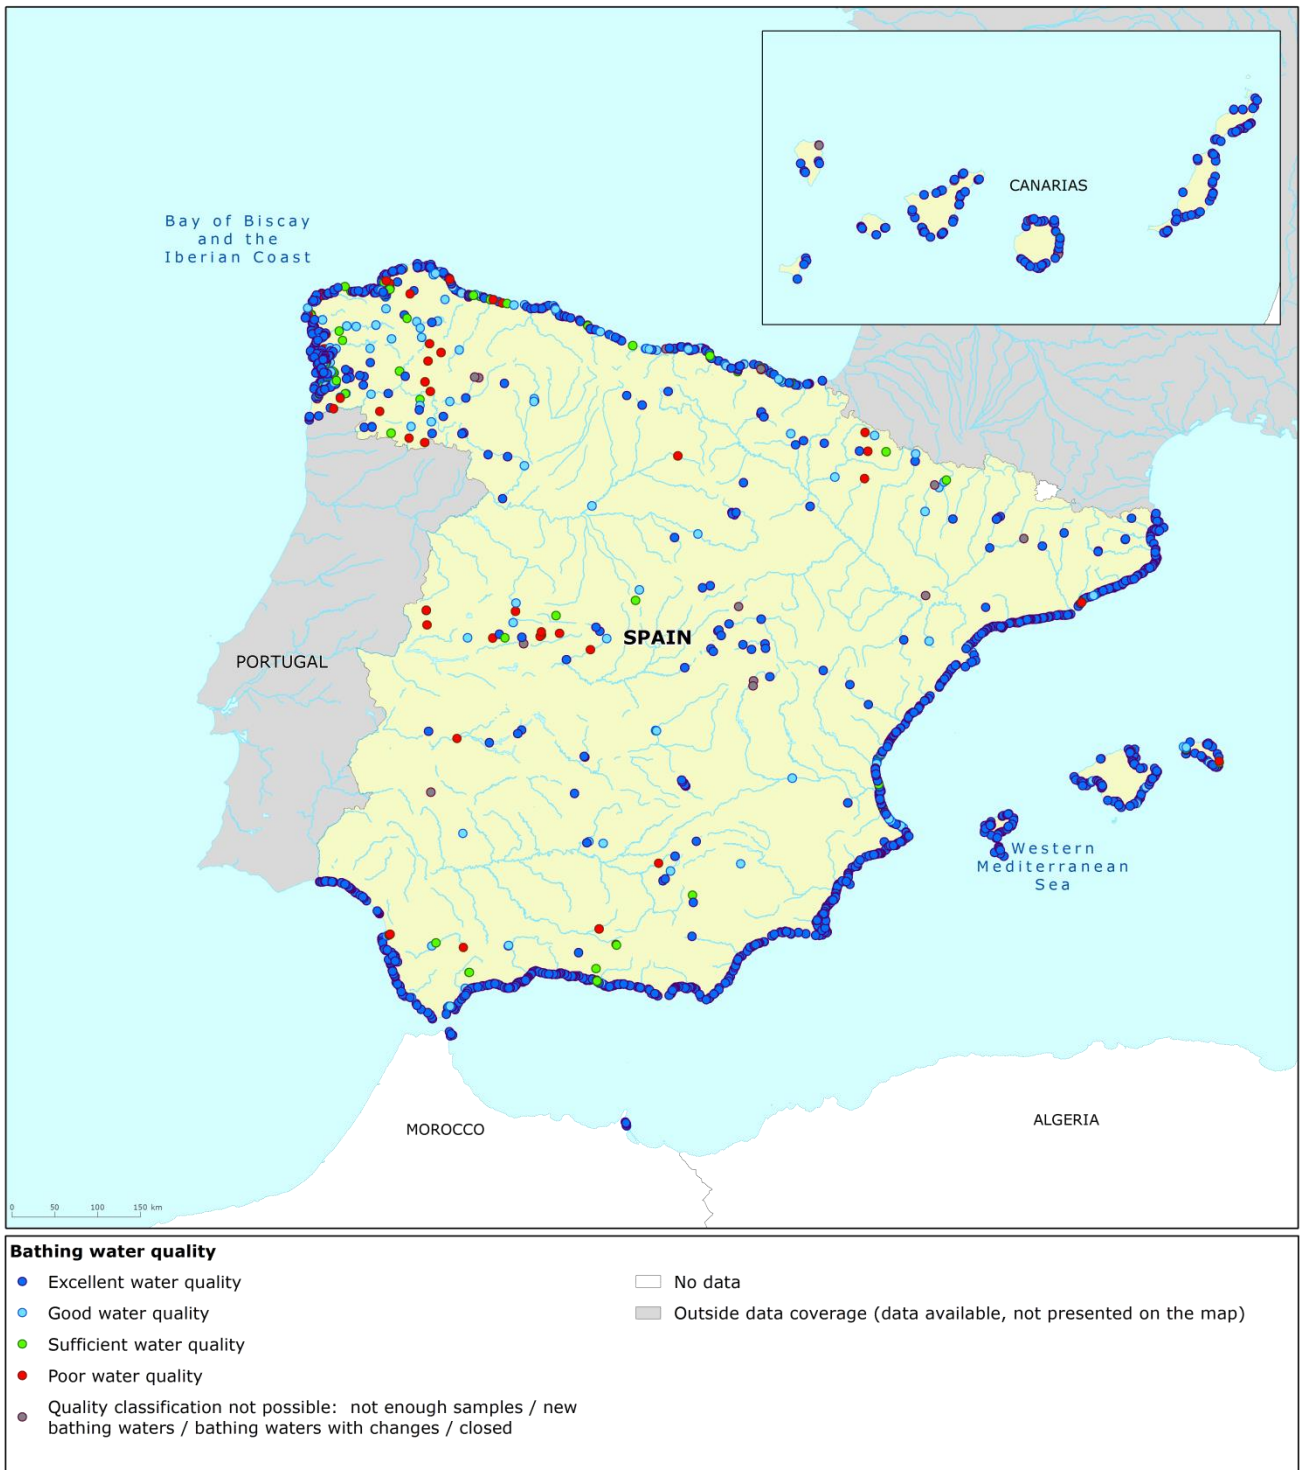 CANARIAS
Bay of Biscay
and the
Iberian Coast
SPAIN
PORTUGAL
Western
Mediterranean
Sea
MOROCCO
ALGERIA
0 50 100 150 km
Bathing water quality
Excellent water quality
Good water quality
Sufficient water quality
Poor water quality
Quality classification not possible: not enough samples / new
bathing waters / bathing waters with changes / closed
No data
Outside data coverage (data available, not presented on the map)